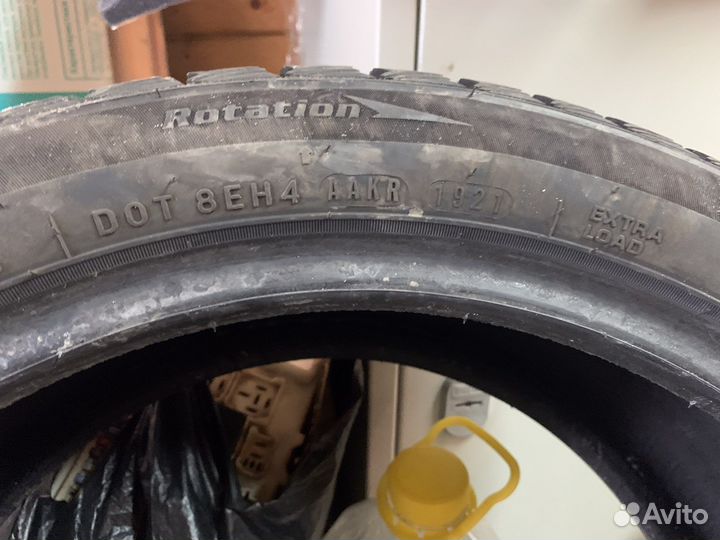 Rotation
DOT 8EH4 AAKR 1921
EXTRA
LOAD
Avito